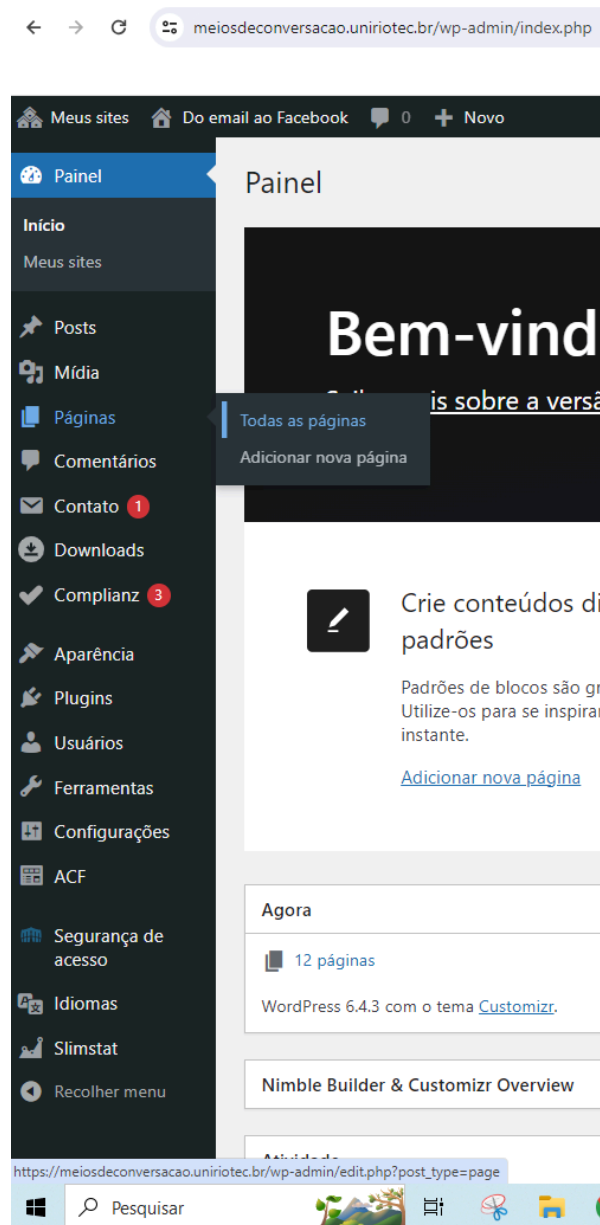 meiosdeconversacao.uniriotec.br/wp-admin/index.php
Meus sites Do email ao Facebook 0 Novo
Painel
Início
Meus sites
Posts
Mídia
Páginas
Todas as páginas
Adicionar nova página
Comentários
Contato 1
Downloads
Complianz 3
Aparência
Plugins
Usuários
Ferramentas
Configurações
ACF
Segurança de
acesso
Idiomas
Slimstat
Recolher menu
Painel
Bem-vind
is sobre a versã
Crie conteúdos di
padrões
Padrões de blocos são gr
Utilize-os para se inspirar
instante.
Adicionar nova página
Agora
12 páginas
WordPress 6.4.3 com o tema Customizr.
Nimble Builder & Customizr Overview
https://meiosdeconversacao.uniriotec.br/wp-admin/edit.php?post_type=page
Pesquisar